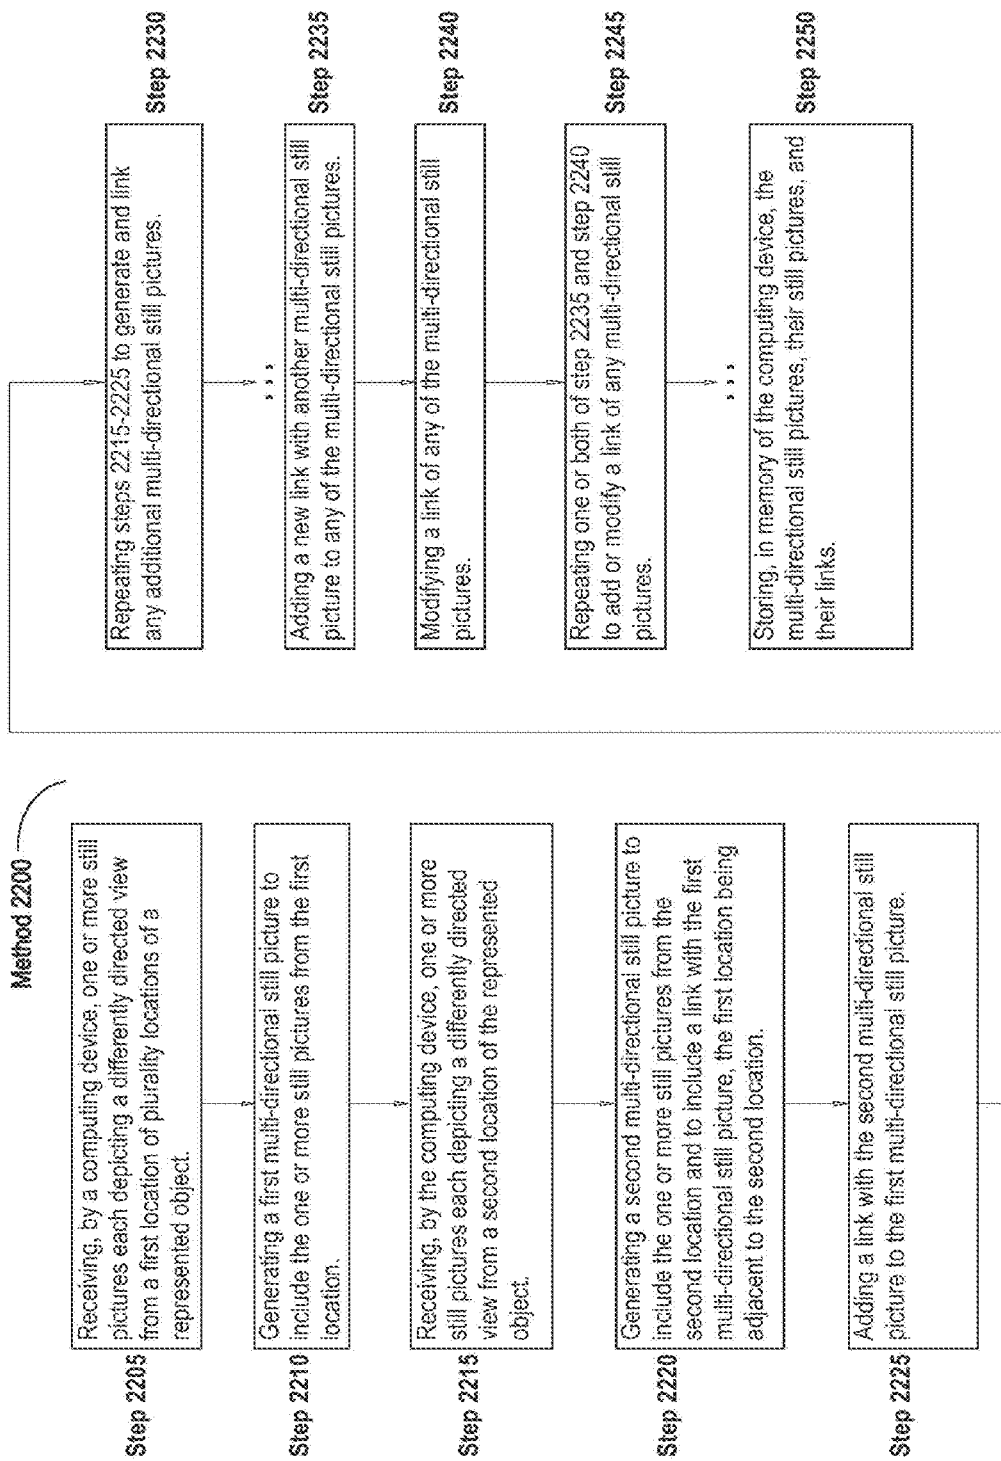 Method 2200
Step 2205
Receiving, by a computing device, one or more still
pictures each depicting a differently directed view
from a first location of plurality locations of a
represented object.
Step 2210
Generating a first multi-directional still picture to
include the one or more still pictures from the first
location.
Step 2215
Receiving, by the computing device, one or more
still pictures each depicting a differently directed
view from a second location of the represented
object.
Step 2220
Generating a second multi-directional still picture to
include the one or more still pictures from the
second location and to include a link with the first
multi-directional still picture, the first location being
adjacent to the second location.
Step 2225
Adding a link with the second multi-directional still
picture to the first multi-directional still picture.
Repeating steps 2215-2225 to generate and link
any additional multi-directional still pictures.
Step 2230
• • •
Adding a new link with another multi-directional still
picture to any of the multi-directional still pictures.
Step 2235
Modifying a link of any of the multi-directional still
pictures.
Step 2240
Repeating one or both of step 2235 and step 2240
to add or modify a link of any multi-directional still
pictures.
Step 2245
• • •
Storing, in memory of the computing device, the
multi-directional still pictures, their still pictures, and
their links.
Step 2250